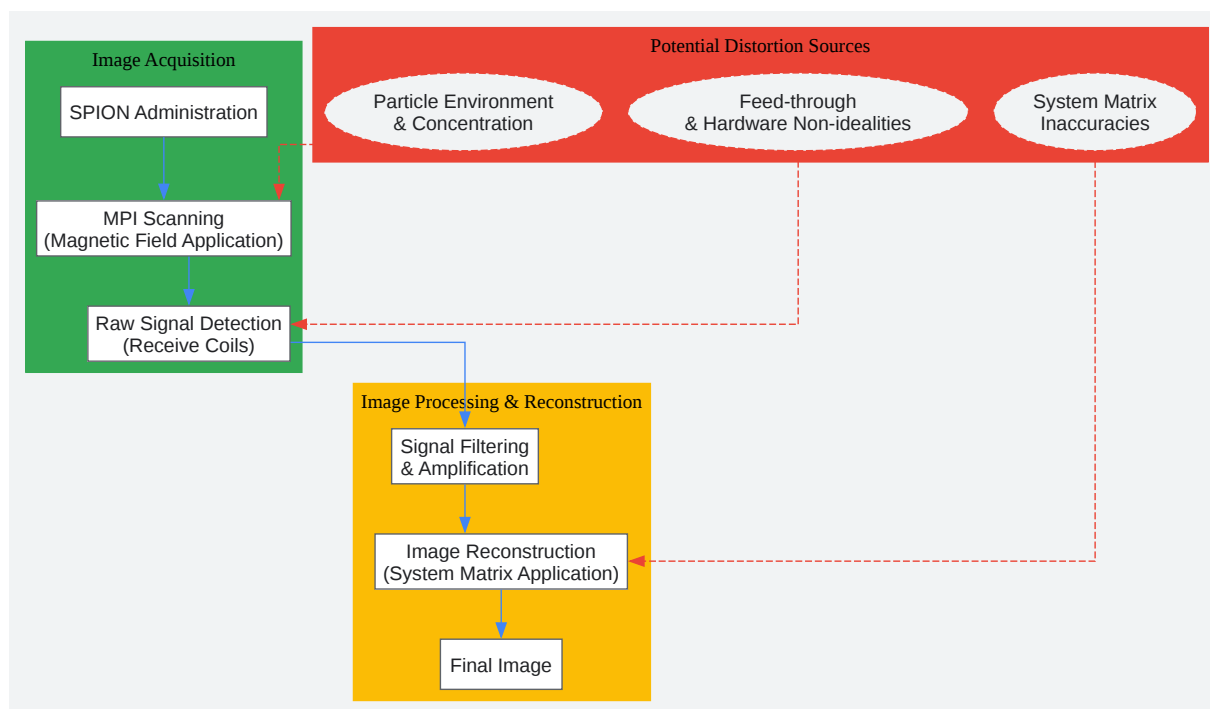 Image Acquisition
SPION Administration
MPI Scanning
(Magnetic Field Application)
Raw Signal Detection
(Receive Coils)
Potential Distortion Sources
Particle Environment
& Concentration
Feed-through
& Hardware Non-idealities
System Matrix
Inaccuracies
Image Processing & Reconstruction
Signal Filtering
& Amplification
Image Reconstruction
(System Matrix Application)
Final Image